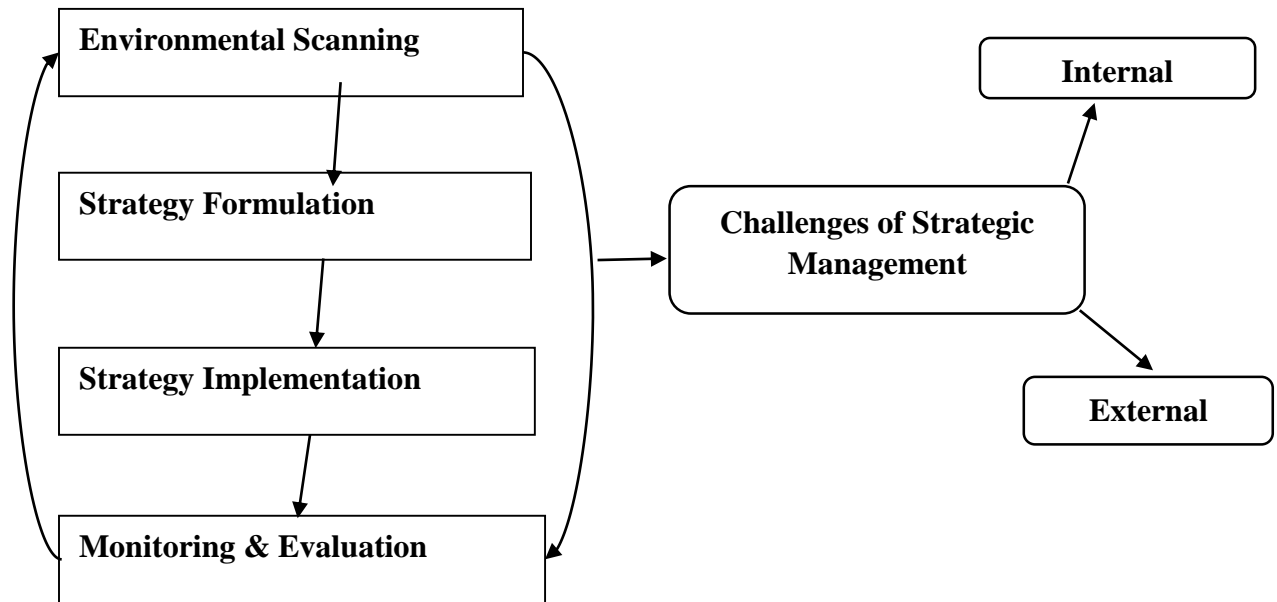 Environmental Scanning
Internal
Strategy Formulation
Challenges of Strategic
Management
Strategy Implementation
External
Monitoring & Evaluation